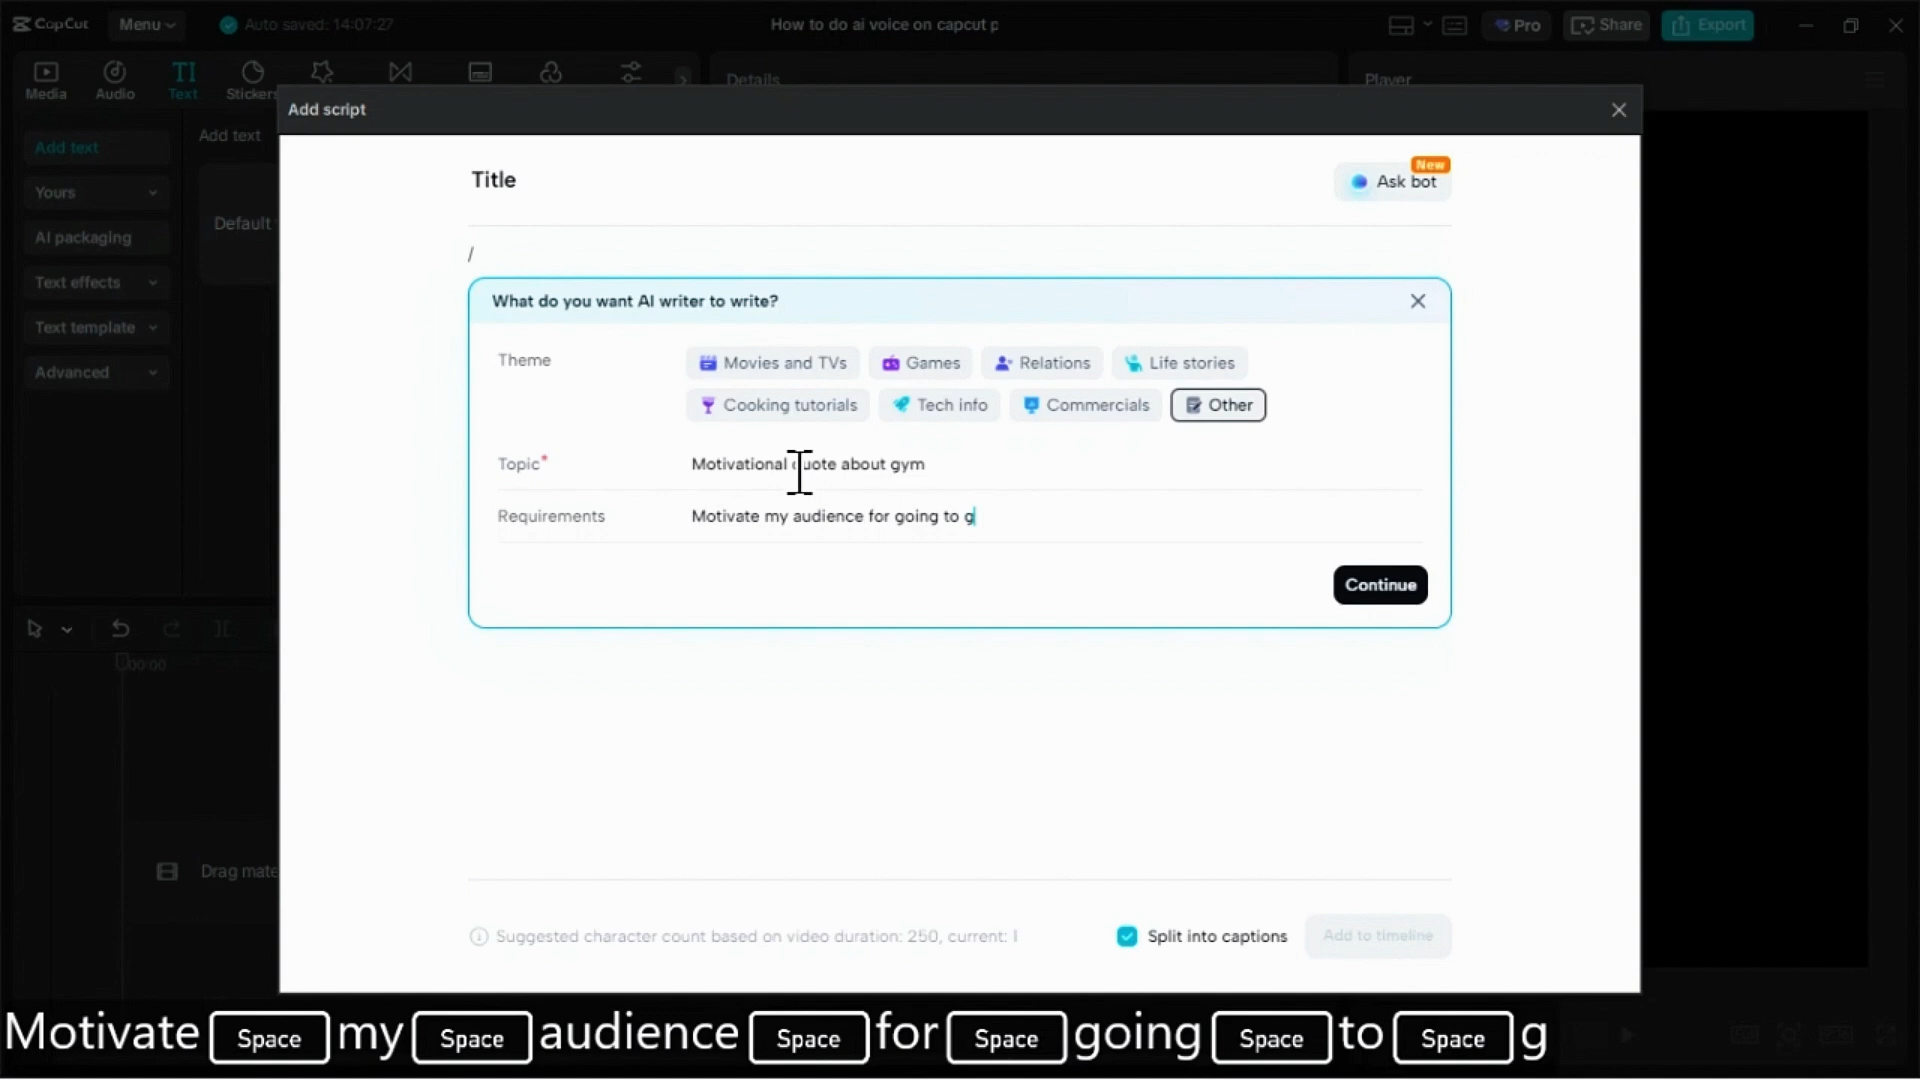 CapCut Menu Auto saved: 14:07:27 How to do ai voice on capcut p Pro Share Export
Media Audio Text Stickers Details Player
Add script
Add text
Yours
AI packaging
Text effects
Text template
Advanced
Add text
Default
Title
New
Ask bot
/
What do you want AI writer to write?
Theme
Movies and TVs Games Relations Life stories
Cooking tutorials Tech info Commercials Other
Topic* Motivational quote about gym
Requirements Motivate my audience for going to g
Continue
00:00
Drag mate
Suggested character count based on video duration: 250, current: 1
Split into captions
Add to timeline
Motivate Space my Space audience Space for Space going Space to Space g